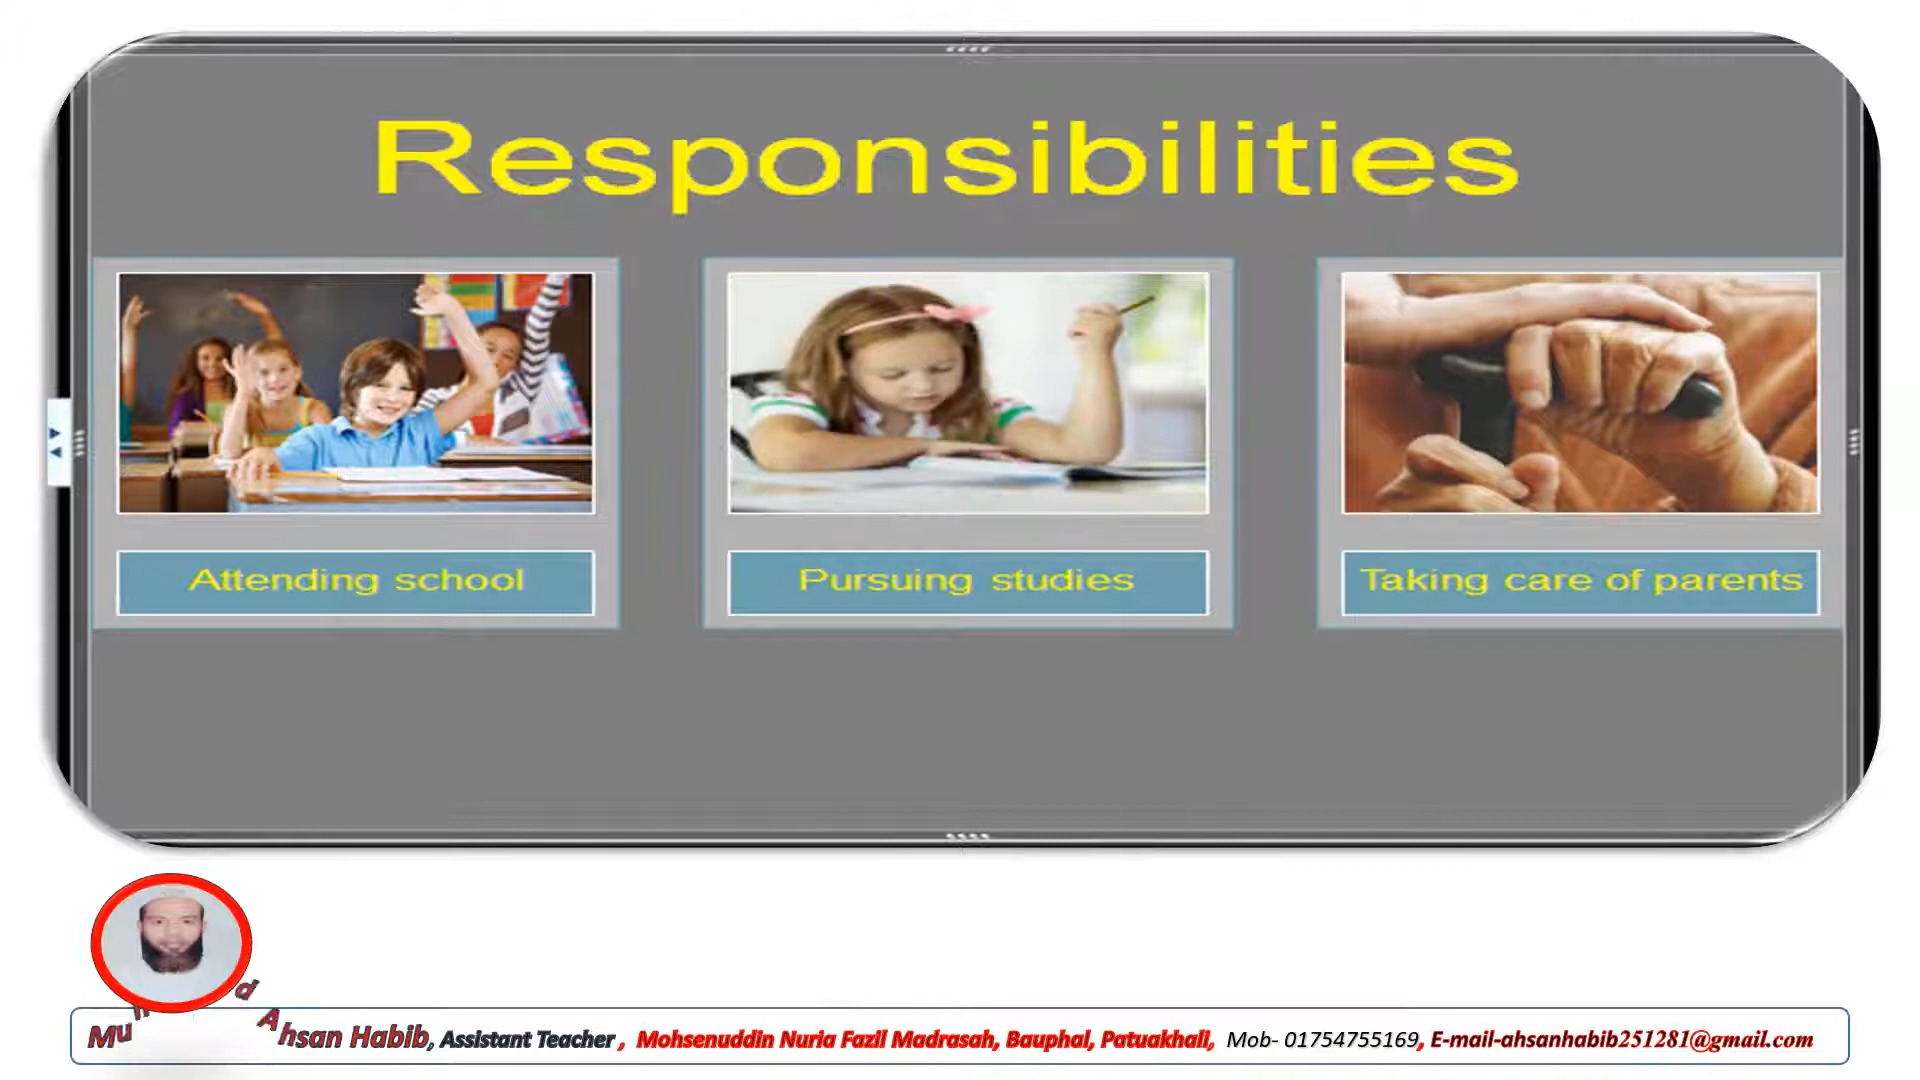 Responsibilities
Attending school
Pursuing studies
Taking care of parents
Ahsan Habib, Assistant Teacher , Mohsenuddin Nuria Fazil Madrasah, Bauphal, Patuakhali, Mob- 01754755169, E-mail-ahsanhabib251281@gmail.com